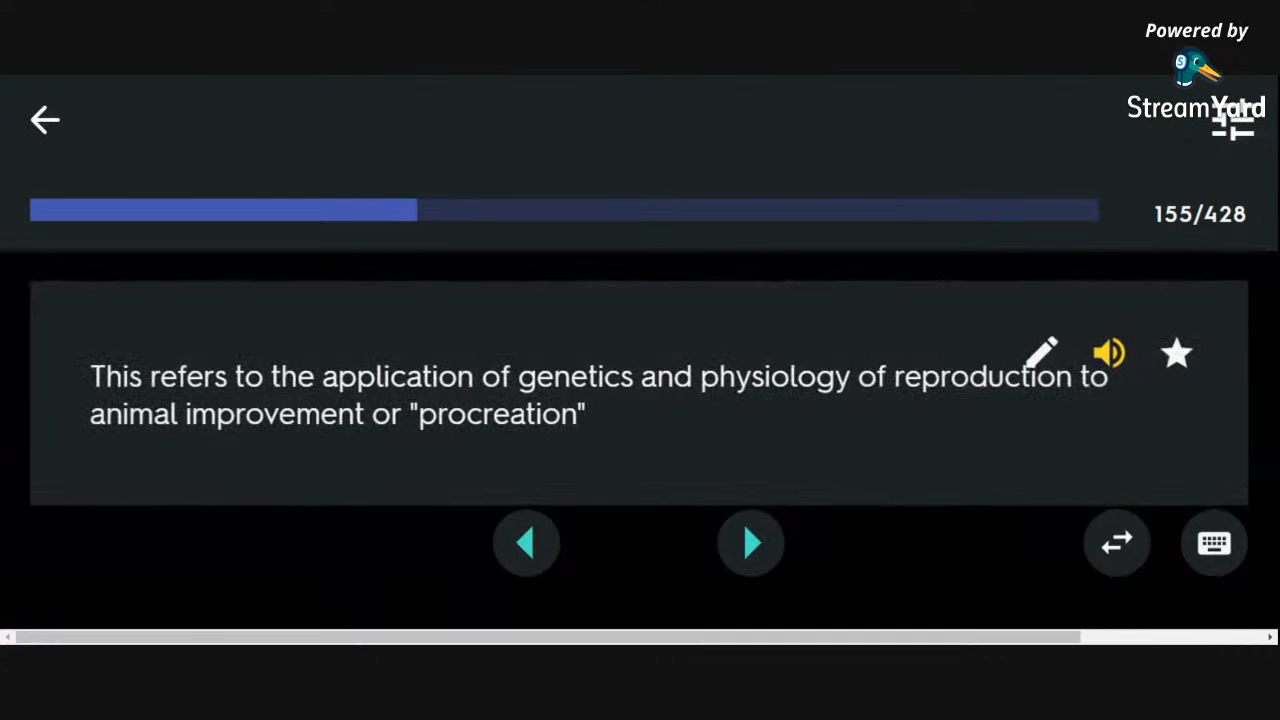 Powered by
StreamYard
155/428
This refers to the application of genetics and physiology of reproduction to
animal improvement or "procreation"